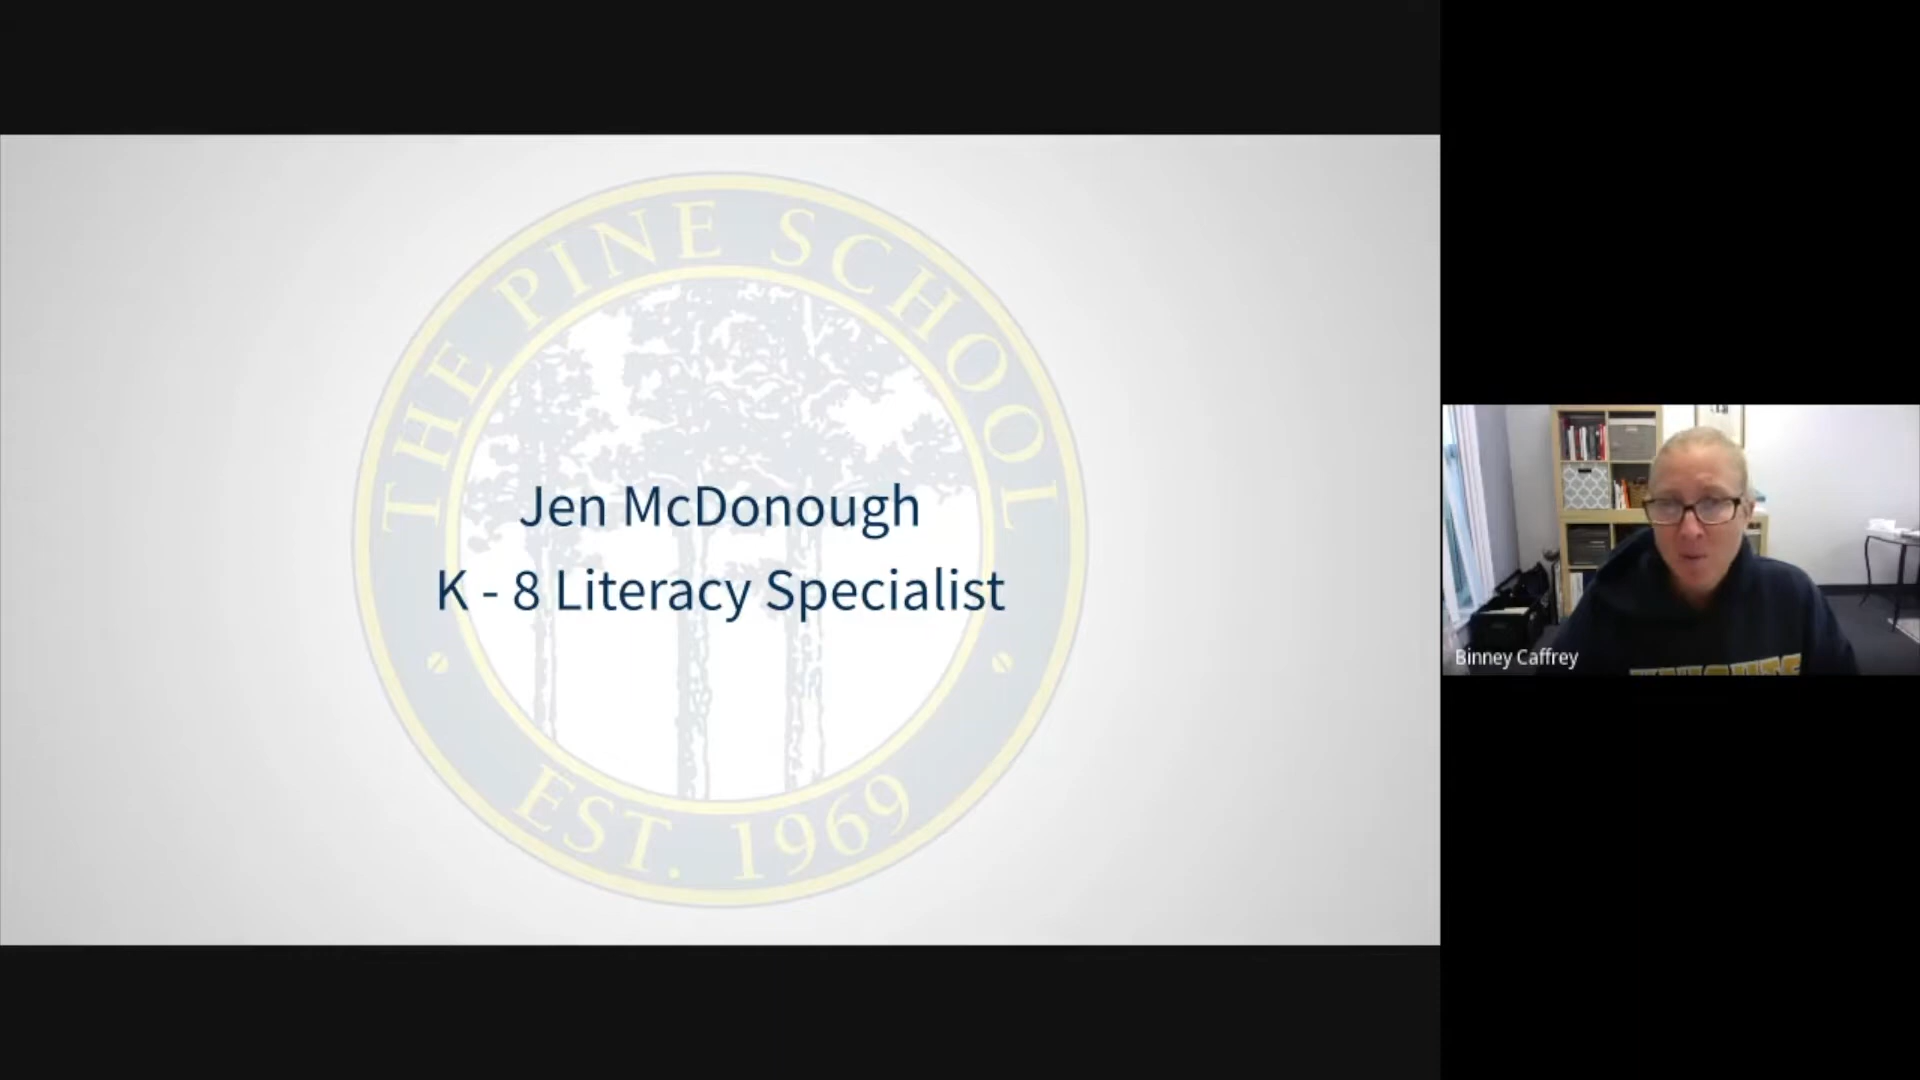 THE PINE SCHOOL
Jen McDonough
K - 8 Literacy Specialist
EST. 1969
Binney Caffrey